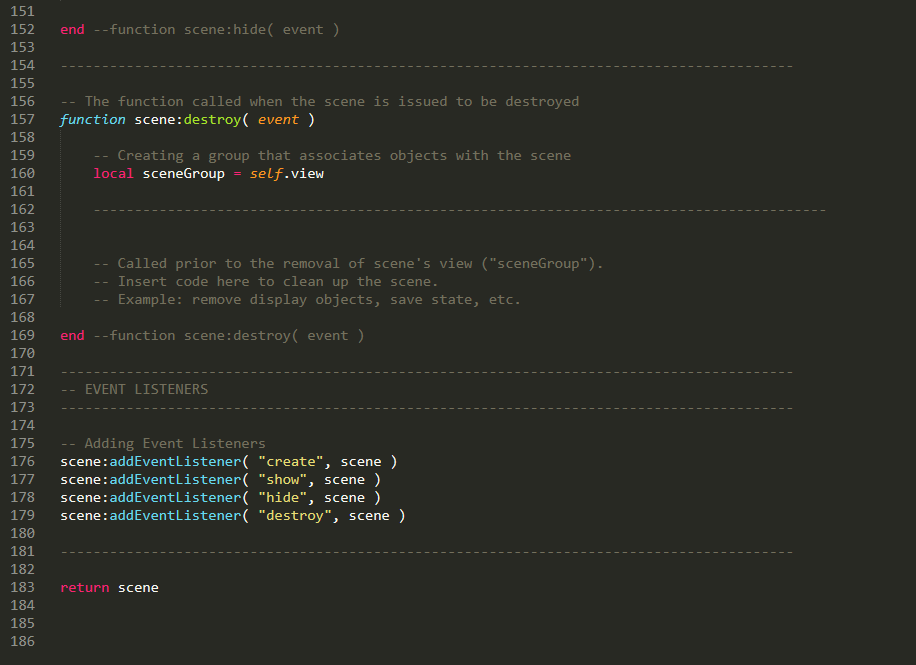 151
152 end --function scene:hide( event )
153
154 -----------------------------------------------------------------------------------------
155
156 -- The function called when the scene is issued to be destroyed
157 function scene:destroy( event )
158
159     -- Creating a group that associates objects with the scene
160     local sceneGroup = self.view
161
162     -----------------------------------------------------------------------------------------
163
164
165     -- Called prior to the removal of scene's view ("sceneGroup").
166     -- Insert code here to clean up the scene.
167     -- Example: remove display objects, save state, etc.
168
169 end --function scene:destroy( event )
170
171 -----------------------------------------------------------------------------------------
172 -- EVENT LISTENERS
173 -----------------------------------------------------------------------------------------
174
175 -- Adding Event Listeners
176 scene:addEventListener( "create", scene )
177 scene:addEventListener( "show", scene )
178 scene:addEventListener( "hide", scene )
179 scene:addEventListener( "destroy", scene )
180
181 -----------------------------------------------------------------------------------------
182
183 return scene
184
185
186